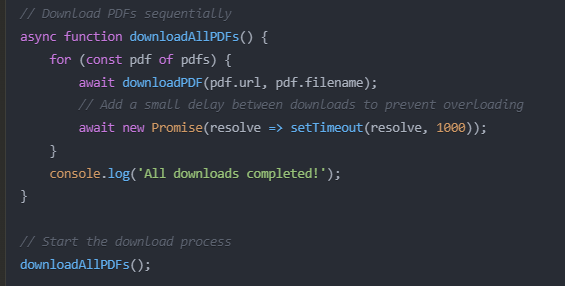 // Download PDFs sequentially
async function downloadAllPDFs() {
    for (const pdf of pdfs) {
        await downloadPDF(pdf.url, pdf.filename);
        // Add a small delay between downloads to prevent overloading
        await new Promise(resolve => setTimeout(resolve, 1000));
    }
    console.log('All downloads completed!');
}

// Start the download process
downloadAllPDFs();